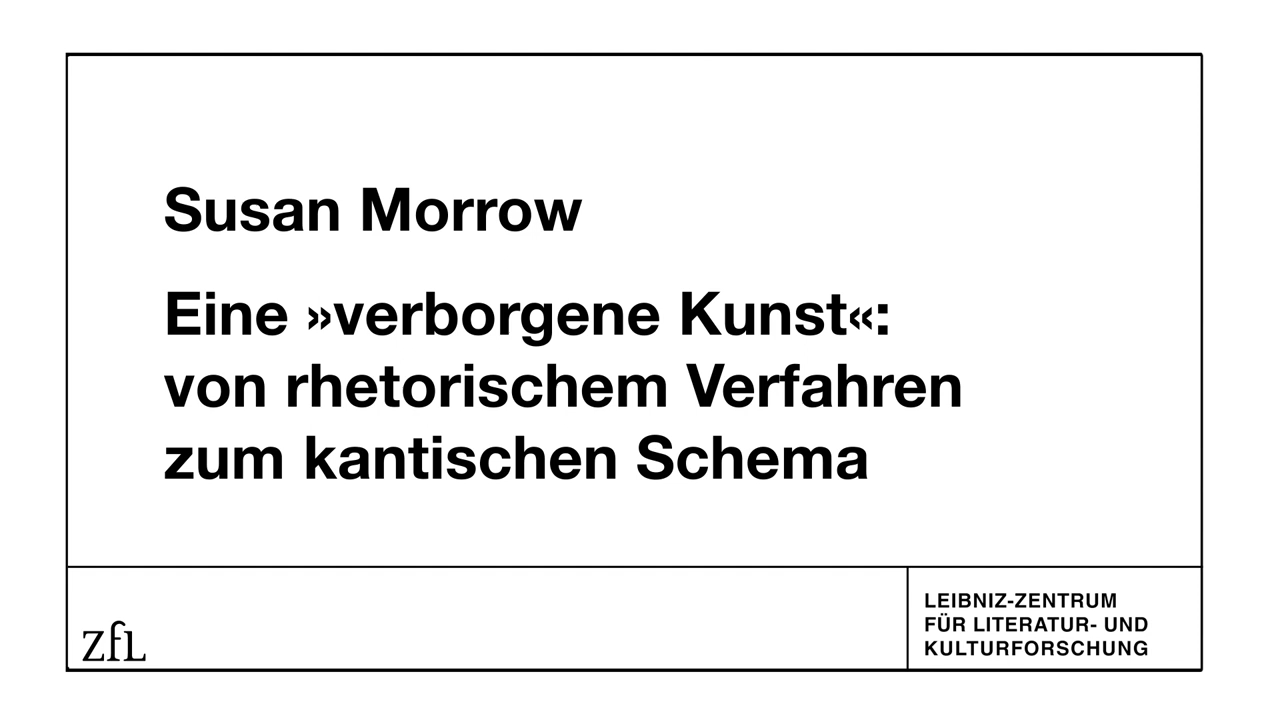 Susan Morrow
Eine »verborgene Kunst«:
von rhetorischem Verfahren
zum kantischen Schema
zfL
LEIBNIZ-ZENTRUM
FÜR LITERATUR- UND
KULTURFORSCHUNG